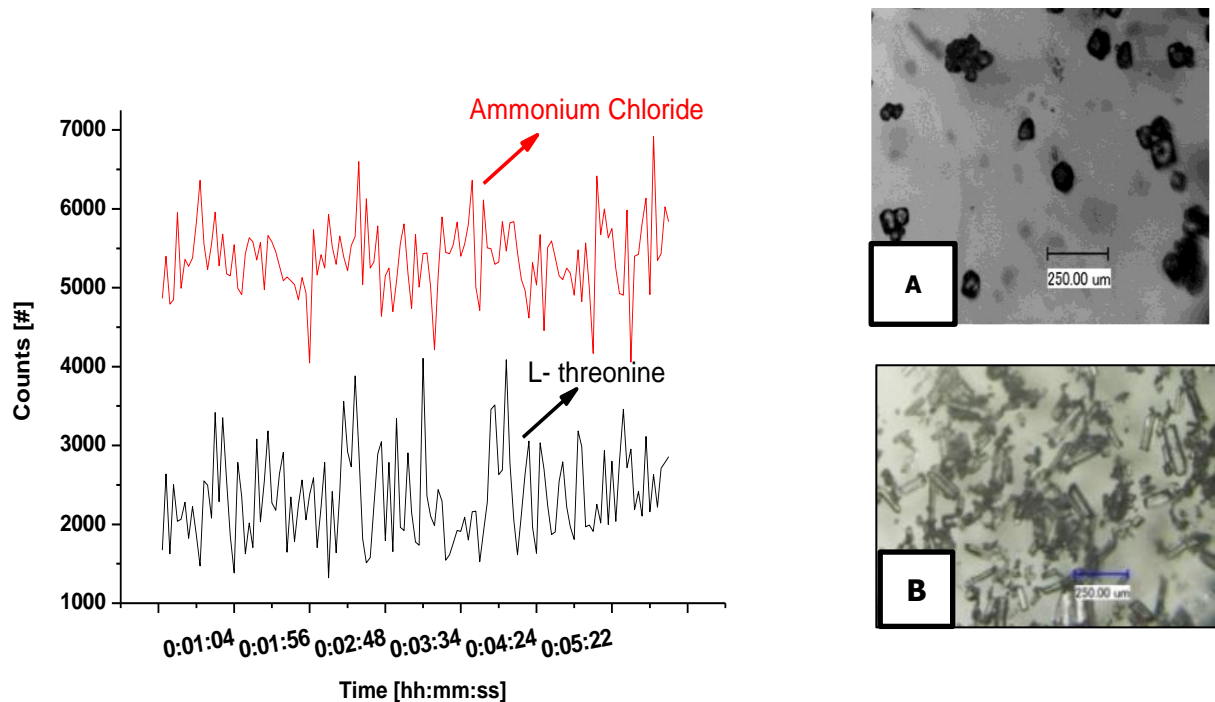 Ammonium Chloride
7000
6000
5000
4000
3000
2000
1000
Counts [#]
L- threonine
0:01:04
0:01:56
0:02:48
0:03:34
0:04:24
0:05:22
Time [hh:mm:ss]
A
250.00 um
B
250.00 um